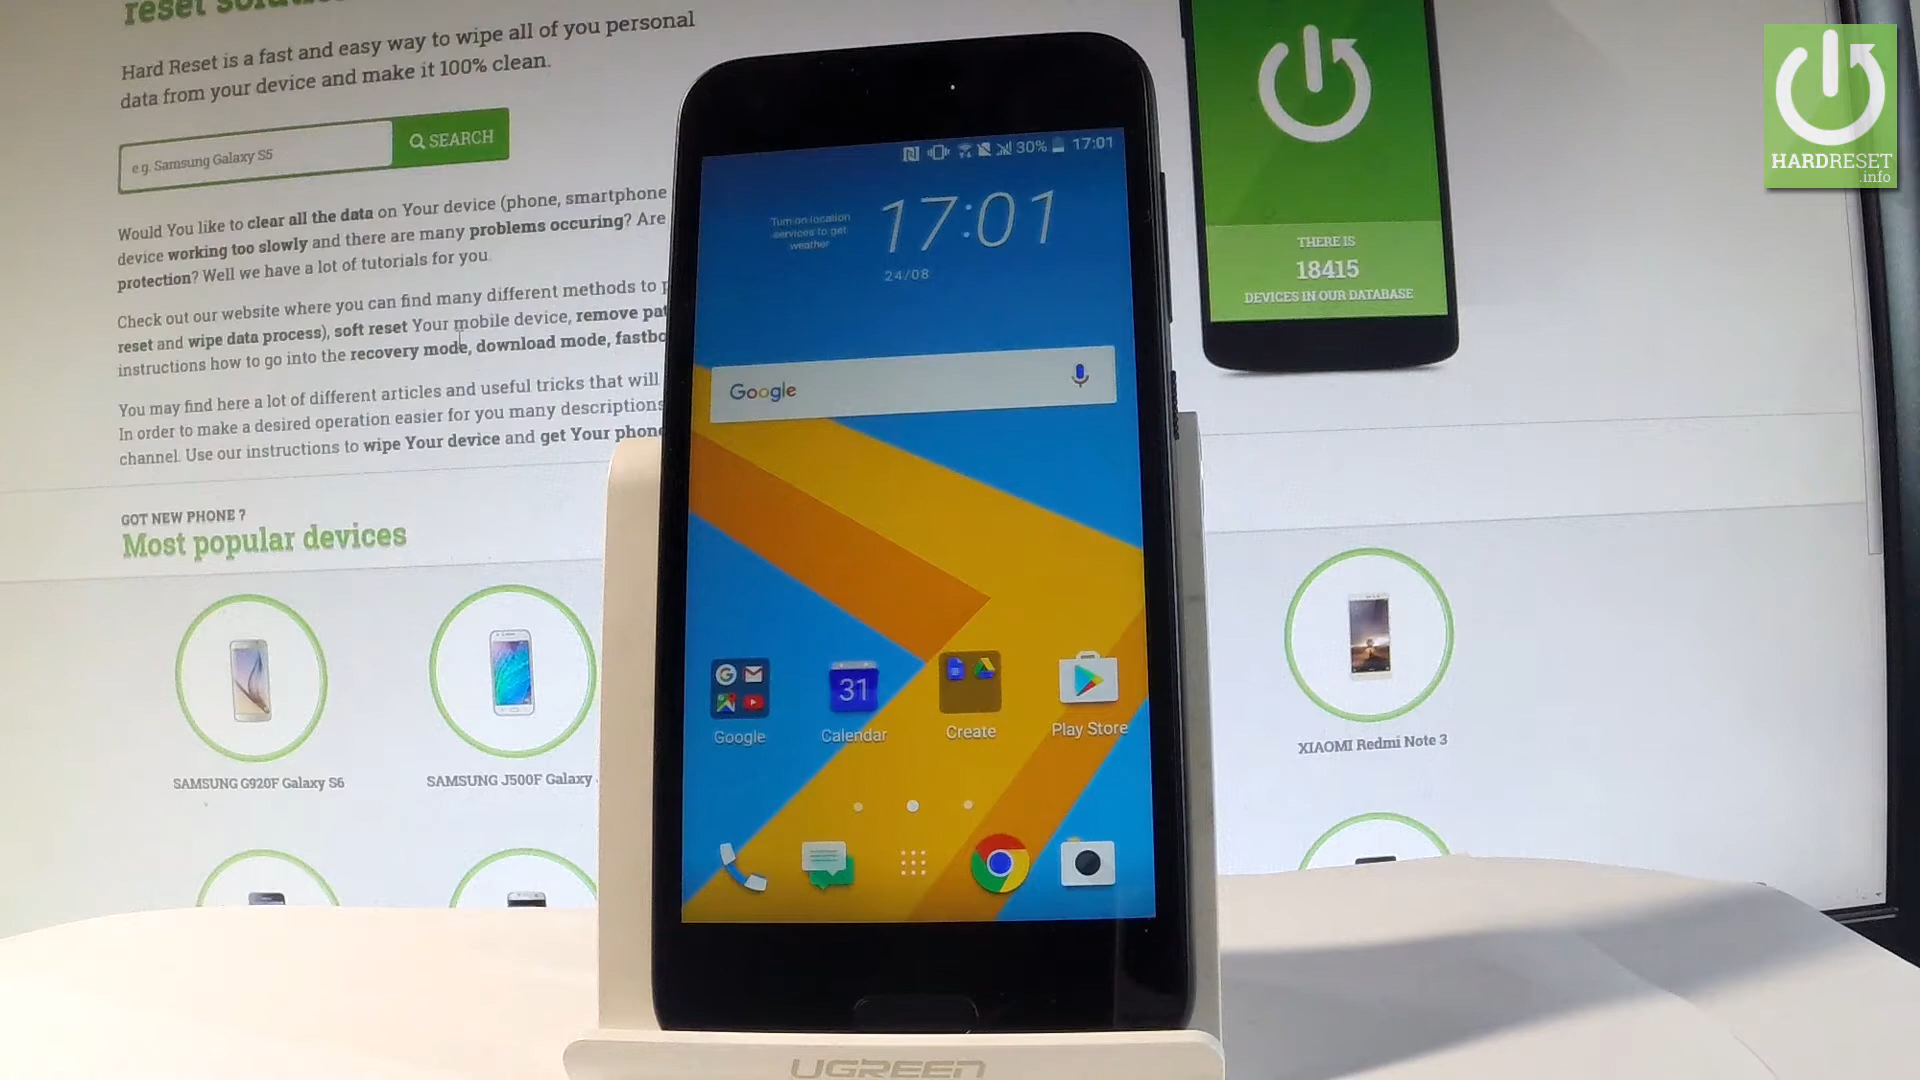 reset
Hard Reset is a fast and easy way to wipe all of you personal
data from your device and make it 100% clean.
e.g. Samsung Galaxy S5
SEARCH
Would You like to clear all the data on Your device (phone, smartphone
device working too slowly and there are many problems occuring? Are
protection? Well we have a lot of tutorials for you.
Check out our website where you can find many different methods to
reset and wipe data process), soft reset Your mobile device, remove
instructions how to go into the recovery mode, download mode,
You may find here a lot of different articles and useful tricks that will
In order to make a desired operation easier for you many descriptions
channel. Use our instructions to wipe Your device and get Your phone
GOT NEW PHONE ?
Most popular devices
SAMSUNG G920F Galaxy S6
SAMSUNG J500F Galaxy
30% 17:01
Turn on location
services to get
weather
17:01
24/08
Google
31
Google
Calendar
Create
Play Store
UGREEN
THERE IS
18415
DEVICES IN OUR DATABASE
XIAOMI Redmi Note 3
HARDRESET
.info